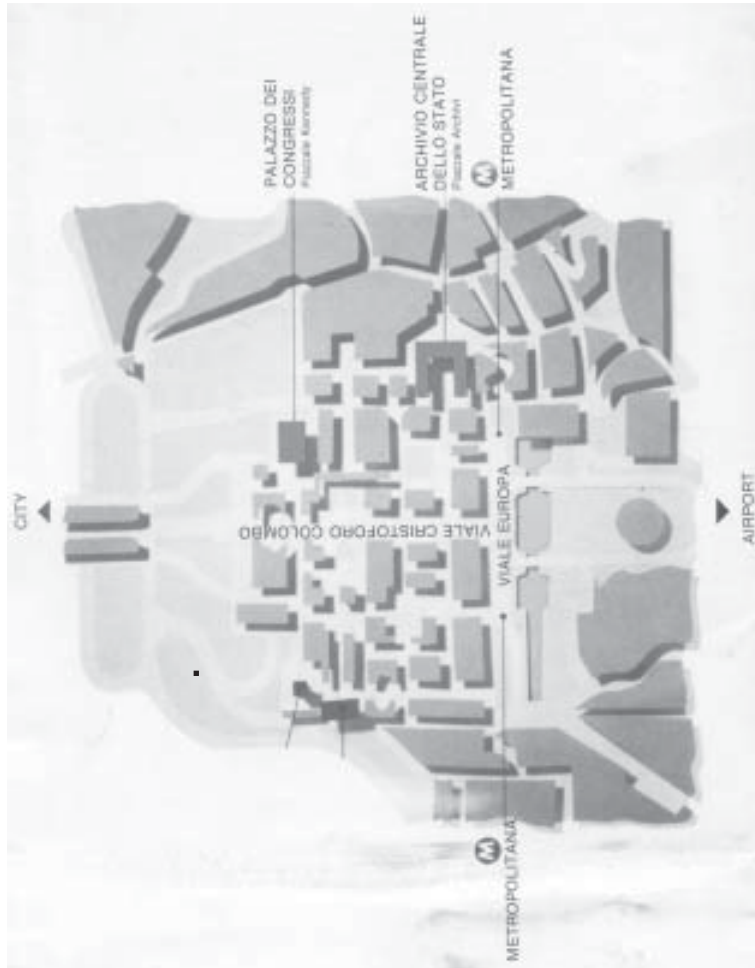 CITY
PALAZZO DEI
CONGRESSI
Piazzale Kennedy
ARCHIVIO CENTRALE
DELLO STATO
Piazzale Archivi
M
METROPOLITANA
VIALE CRISTOFORO COLOMBO
VIALE EUROPA
M
METROPOLITANA
AIRPORT